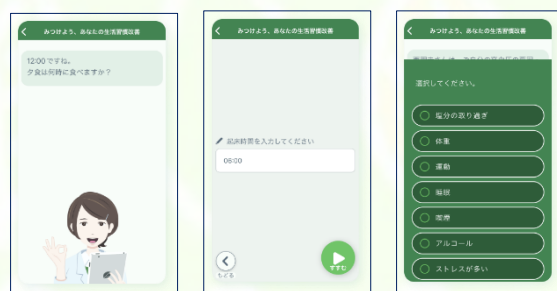 みつけよう、あなたの生活習慣改善
12:00ですね。
夕食は何時に食べますか？
みつけよう、あなたの生活習慣改善
起床時間を入力してください
06:00
もどる
すすむ
みつけよう、あなたの生活習慣改善
選択してください。
塩分の取り過ぎ
体重
運動
睡眠
喫煙
アルコール
ストレスが多い